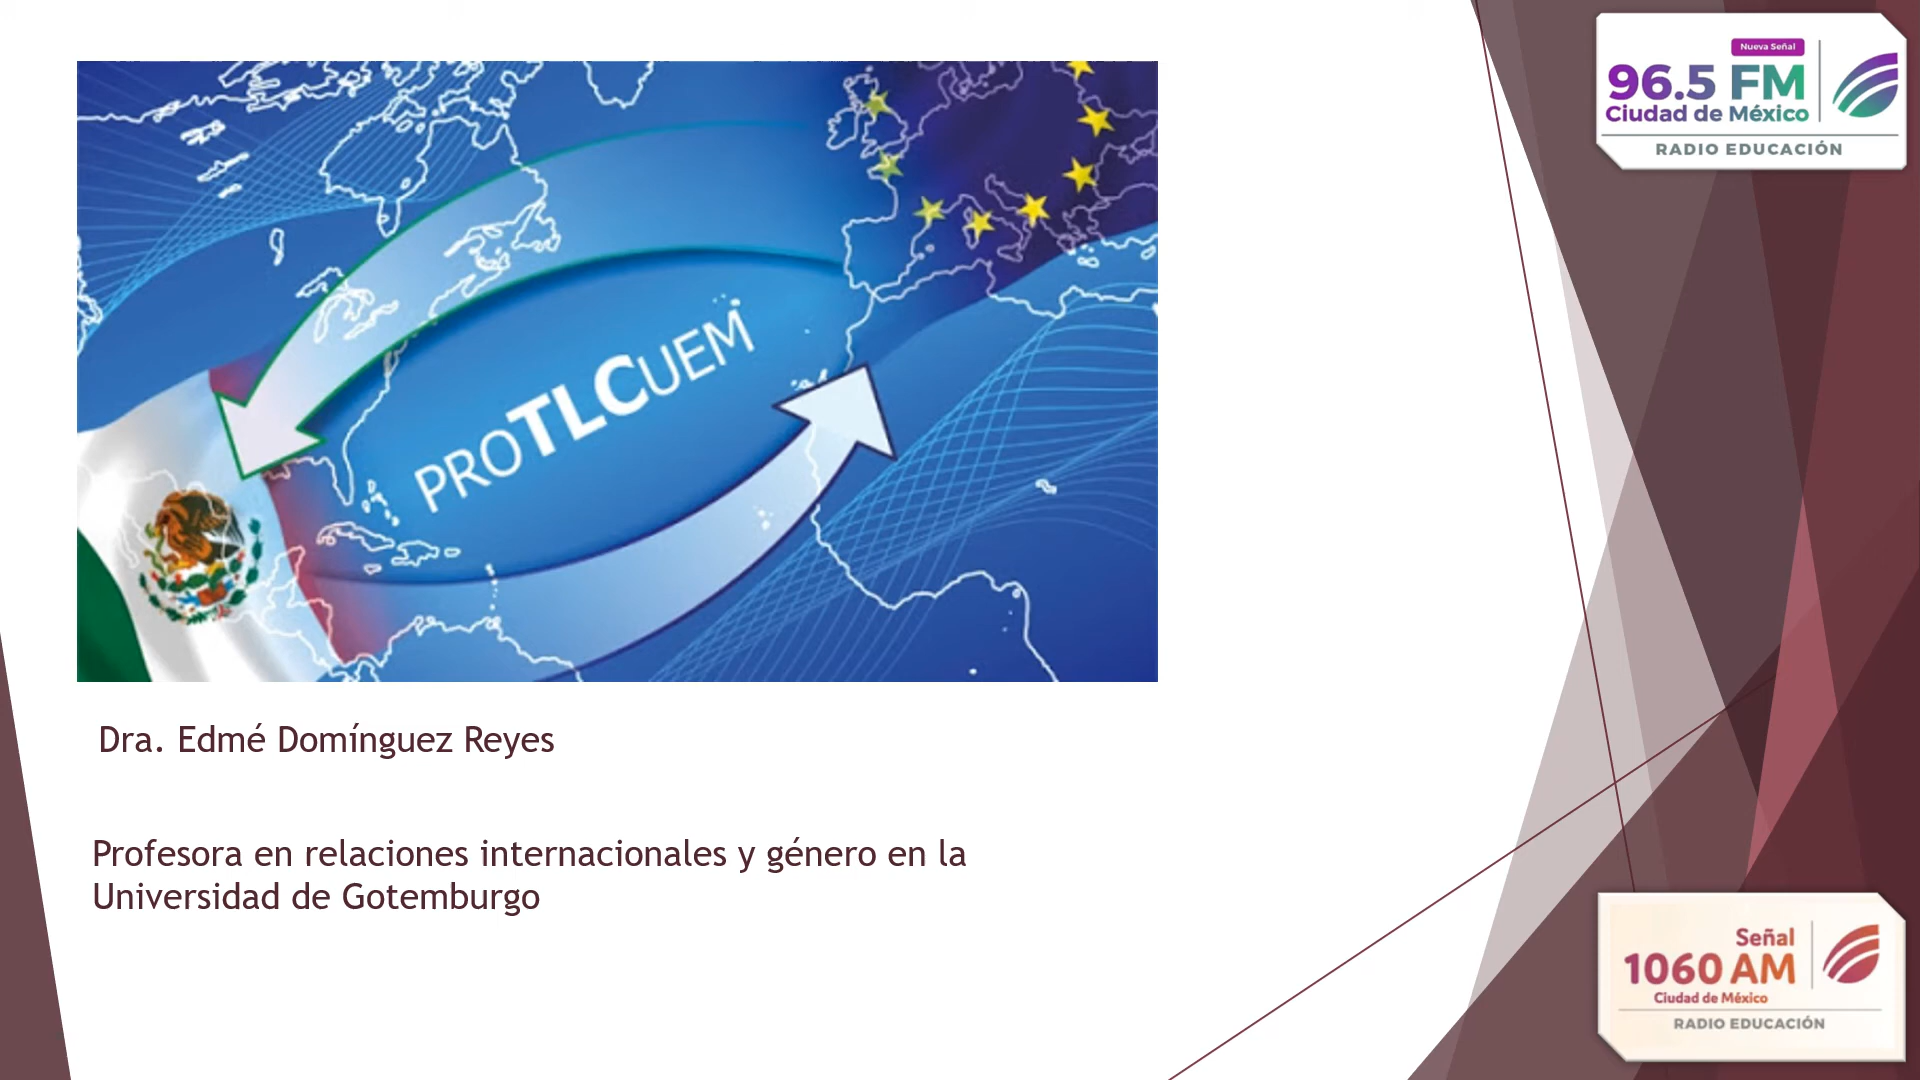 Nueva Señal
96.5 FM
Ciudad de México
RADIO EDUCACIÓN
PROTLCUEM
Dra. Edmé Domínguez Reyes
Profesora en relaciones internacionales y género en la
Universidad de Gotemburgo
Señal
1060 AM
Ciudad de México
RADIO EDUCACIÓN